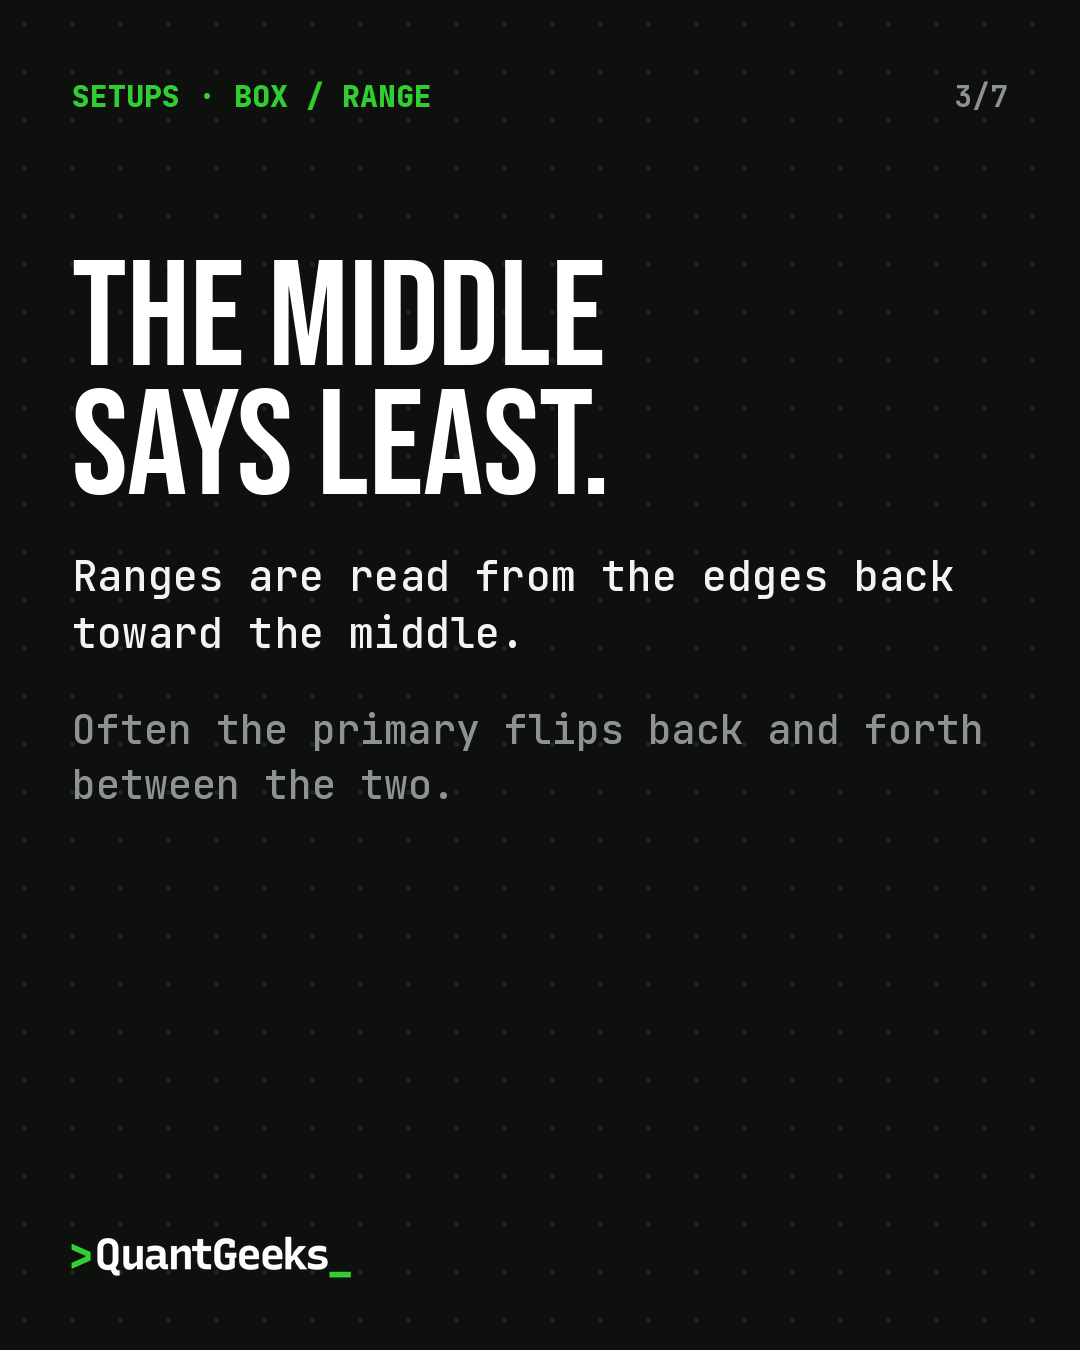 SETUPS · BOX / RANGE
3/7
THE MIDDLE
SAYS LEAST.
Ranges are read from the edges back
toward the middle.
Often the primary flips back and forth
between the two.
>QuantGeeks_